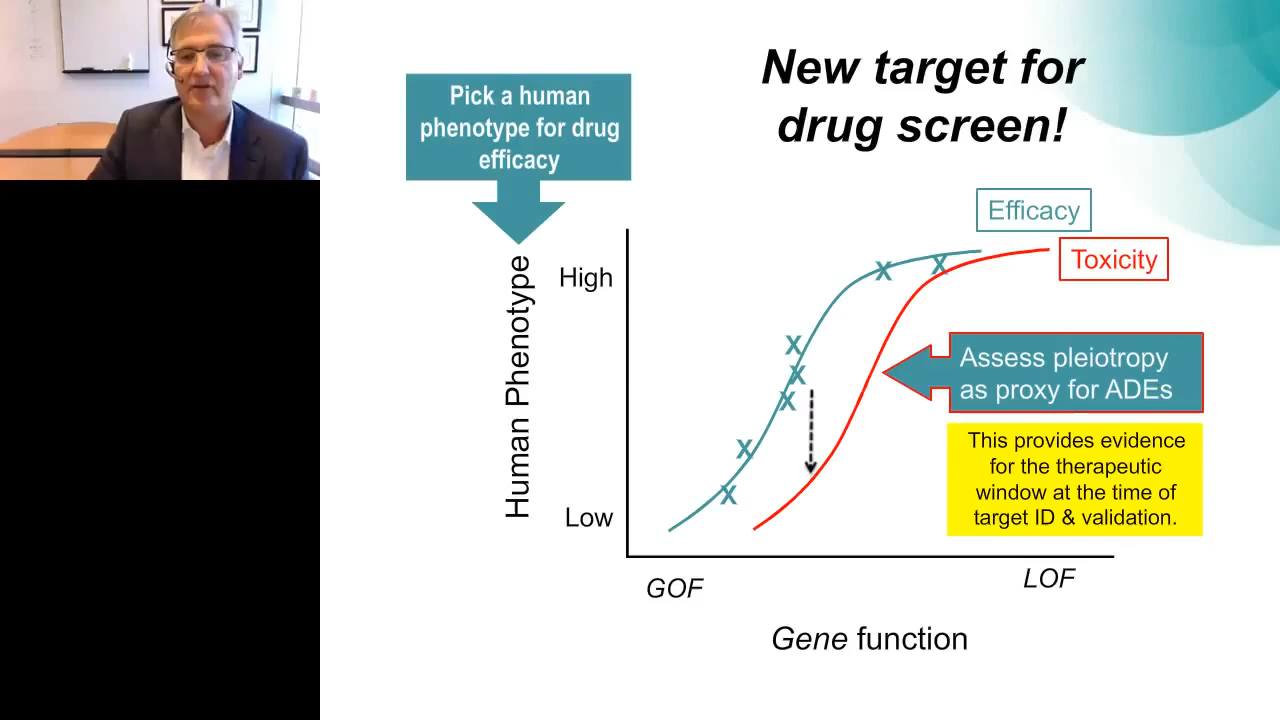 New target for
drug screen!
Pick a human
phenotype for drug
efficacy
Efficacy
Toxicity
High
Human Phenotype
Low
X
X
X
X
X
X
X
Assess pleiotropy
as proxy for ADEs
This provides evidence
for the therapeutic
window at the time of
target ID & validation.
GOF
LOF
Gene function